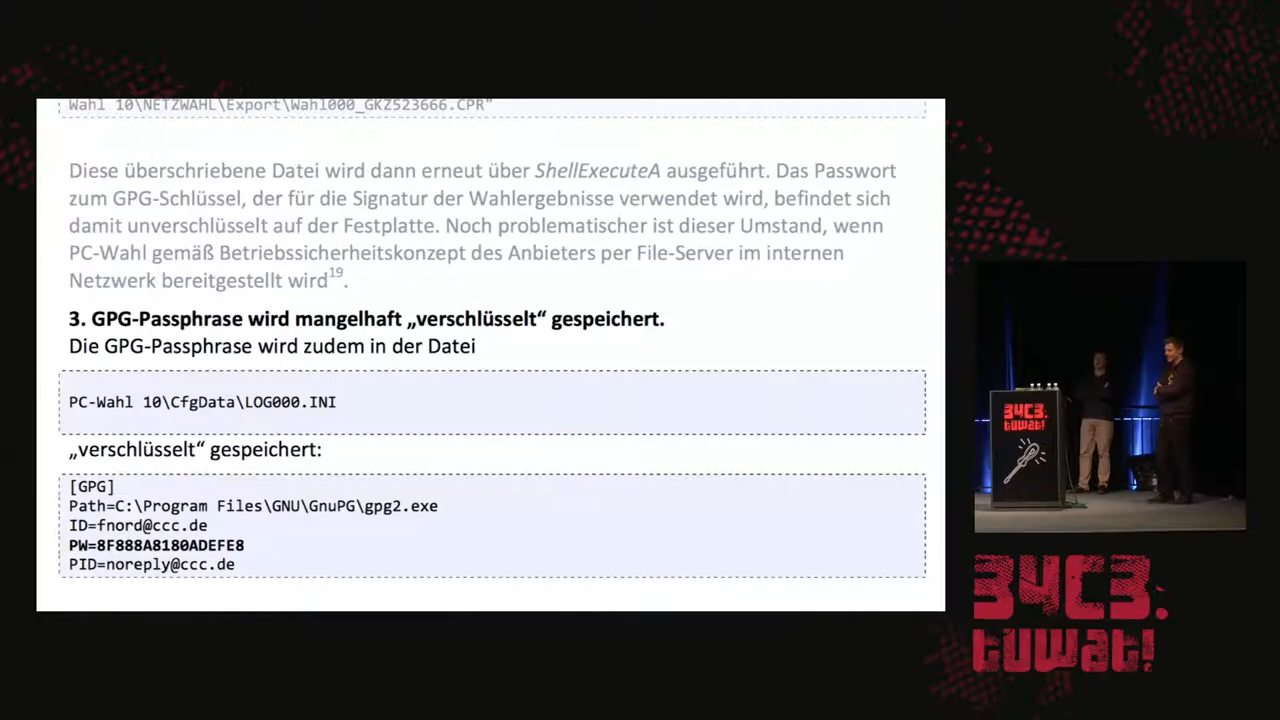 Wahl 10\NETZWAHL\Export\Wahl000_GKZ523666.CPR"
Diese überschriebene Datei wird dann erneut über ShellExecuteA ausgeführt. Das Passwort
zum GPG-Schlüssel, der für die Signatur der Wahlergebnisse verwendet wird, befindet sich
damit unverschlüsselt auf der Festplatte. Noch problematischer ist dieser Umstand, wenn
PC-Wahl gemäß Betriebssicherheitskonzept des Anbieters per File-Server im internen
Netzwerk bereitgestellt wird19.
3. GPG-Passphrase wird mangelhaft „verschlüsselt“ gespeichert.
Die GPG-Passphrase wird zudem in der Datei
PC-Wahl 10\CfgData\LOG000.INI
„verschlüsselt“ gespeichert:
[GPG]
Path=C:\Program Files\GNU\GnuPG\gpg2.exe
ID=fnord@ccc.de
PW=8F888A8180ADEFE8
PID=noreply@ccc.de
34C3.
tuwat!
34C3.
tuwat!